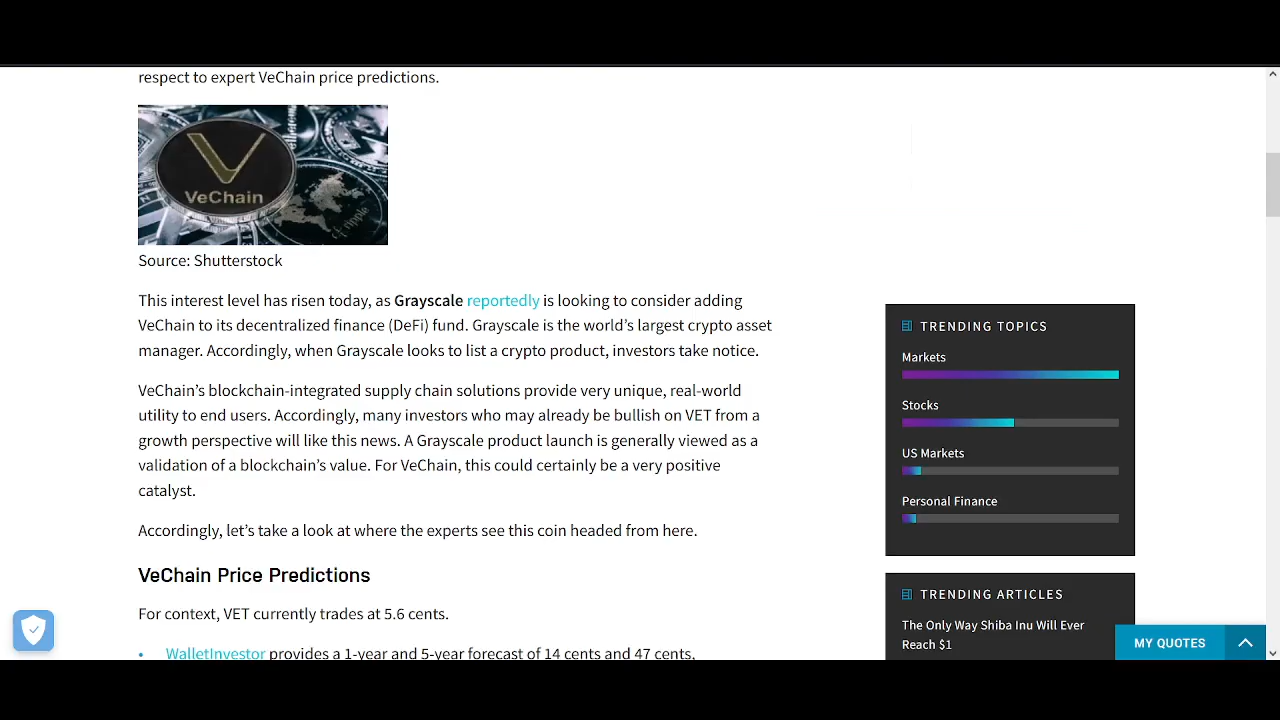 respect to expert VeChain price predictions.
VeChain
ripple
Source: Shutterstock
This interest level has risen today, as Grayscale reportedly is looking to consider adding
VeChain to its decentralized finance (DeFi) fund. Grayscale is the world's largest crypto asset
manager. Accordingly, when Grayscale looks to list a crypto product, investors take notice.
VeChain's blockchain-integrated supply chain solutions provide very unique, real-world
utility to end users. Accordingly, many investors who may already be bullish on VET from a
growth perspective will like this news. A Grayscale product launch is generally viewed as a
validation of a blockchain's value. For VeChain, this could certainly be a very positive
catalyst.
Accordingly, let's take a look at where the experts see this coin headed from here.
VeChain Price Predictions
For context, VET currently trades at 5.6 cents.
• WalletInvestor provides a 1-year and 5-year forecast of 14 cents and 47 cents,
TRENDING TOPICS
Markets
Stocks
US Markets
Personal Finance
TRENDING ARTICLES
The Only Way Shiba Inu Will Ever
Reach $1
MY QUOTES